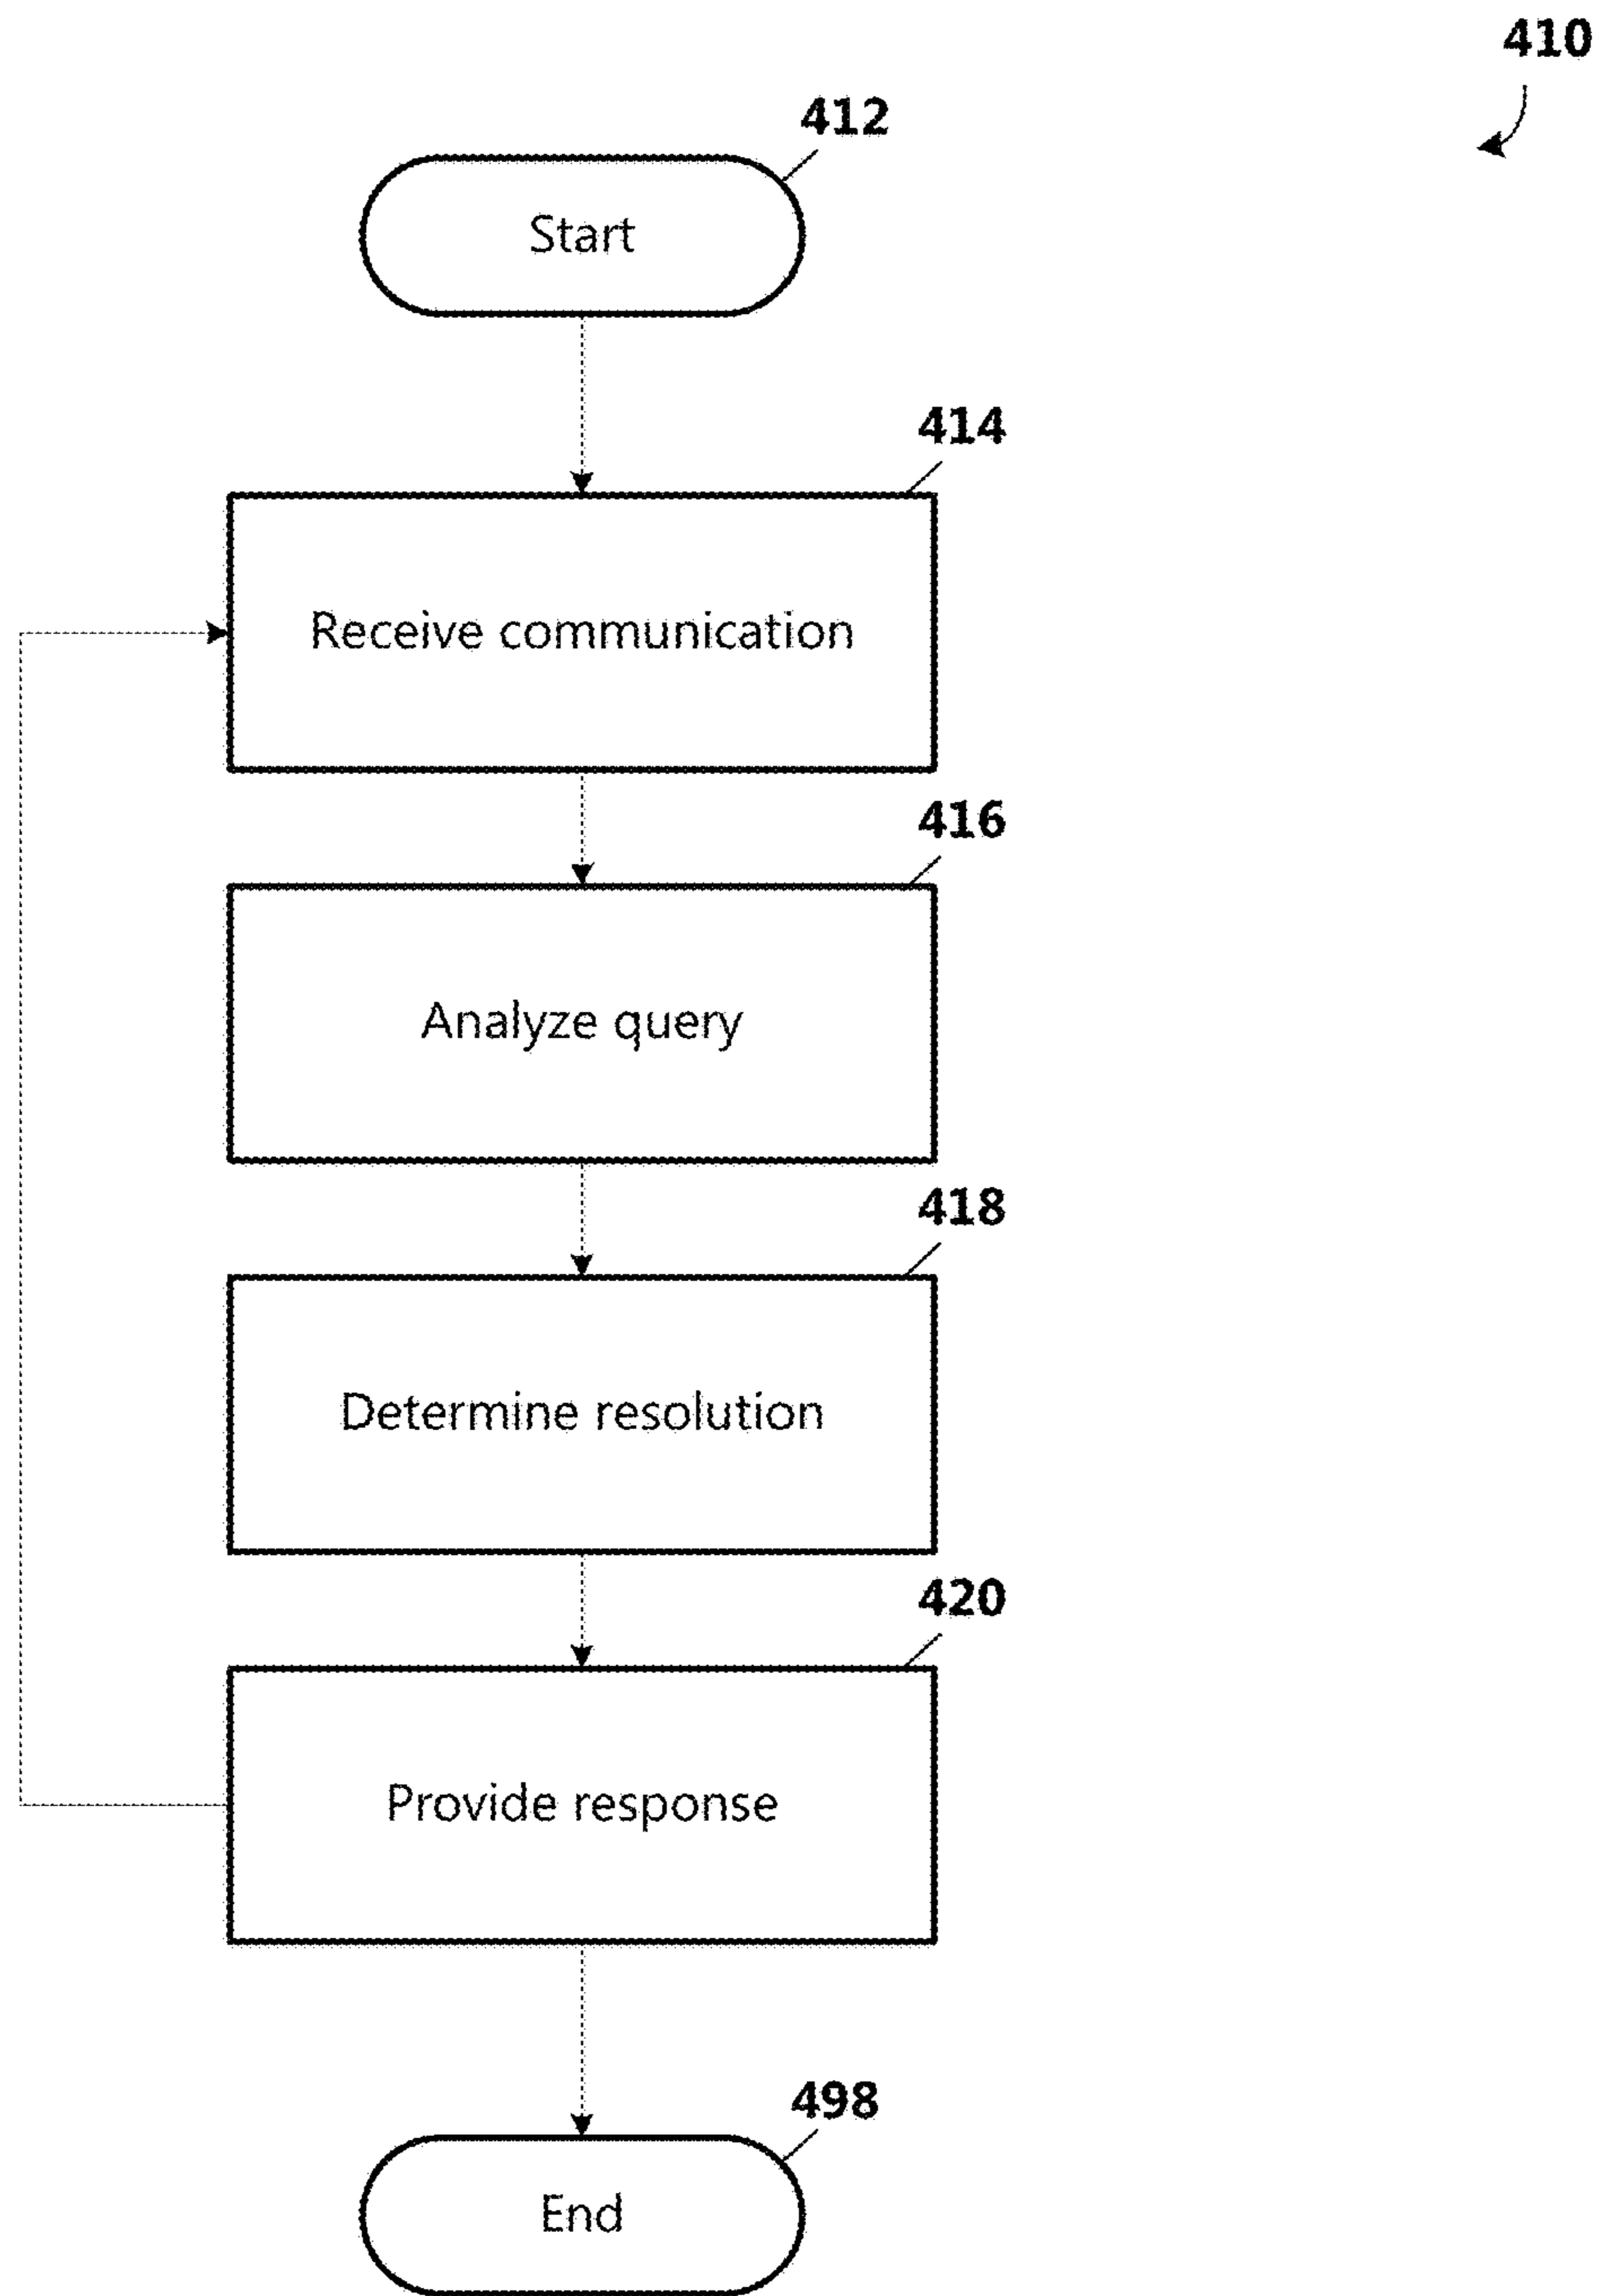 410
412
Start
414
Receive communication
416
Analyze query
418
Determine resolution
420
Provide response
498
End